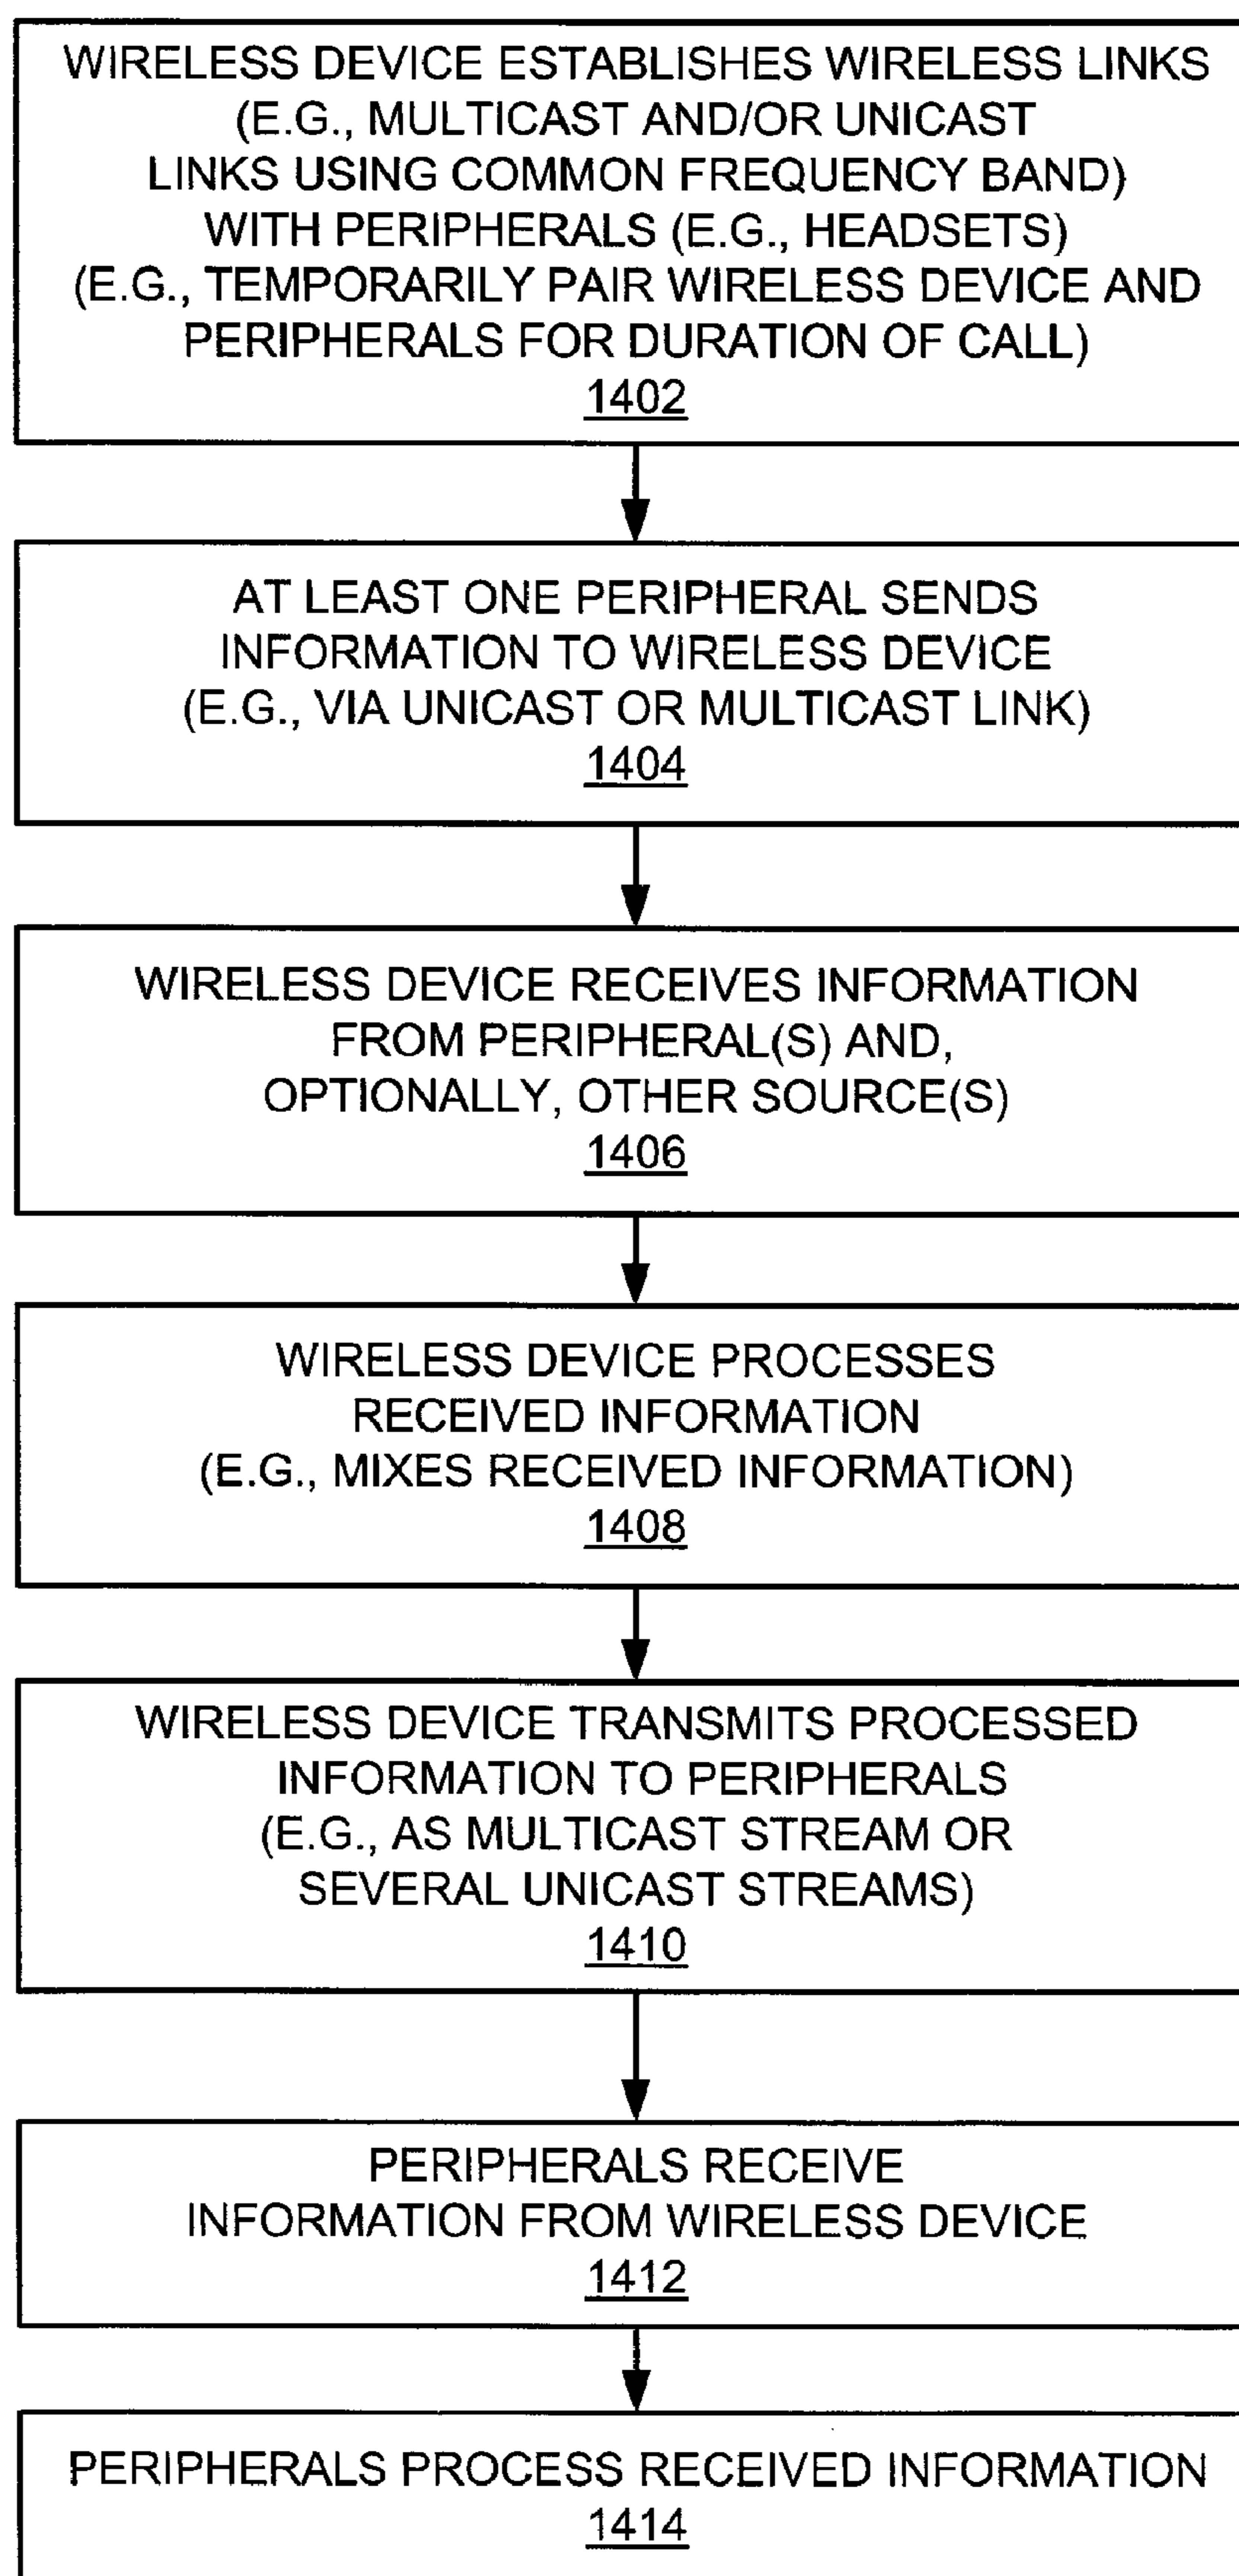 WIRELESS DEVICE ESTABLISHES WIRELESS LINKS
(E.G., MULTICAST AND/OR UNICAST
LINKS USING COMMON FREQUENCY BAND)
WITH PERIPHERALS (E.G., HEADSETS)
(E.G., TEMPORARILY PAIR WIRELESS DEVICE AND
PERIPHERALS FOR DURATION OF CALL)
1402
AT LEAST ONE PERIPHERAL SENDS
INFORMATION TO WIRELESS DEVICE
(E.G., VIA UNICAST OR MULTICAST LINK)
1404
WIRELESS DEVICE RECEIVES INFORMATION
FROM PERIPHERAL(S) AND,
OPTIONALLY, OTHER SOURCE(S)
1406
WIRELESS DEVICE PROCESSES
RECEIVED INFORMATION
(E.G., MIXES RECEIVED INFORMATION)
1408
WIRELESS DEVICE TRANSMITS PROCESSED
INFORMATION TO PERIPHERALS
(E.G., AS MULTICAST STREAM OR
SEVERAL UNICAST STREAMS)
1410
PERIPHERALS RECEIVE
INFORMATION FROM WIRELESS DEVICE
1412
PERIPHERALS PROCESS RECEIVED INFORMATION
1414